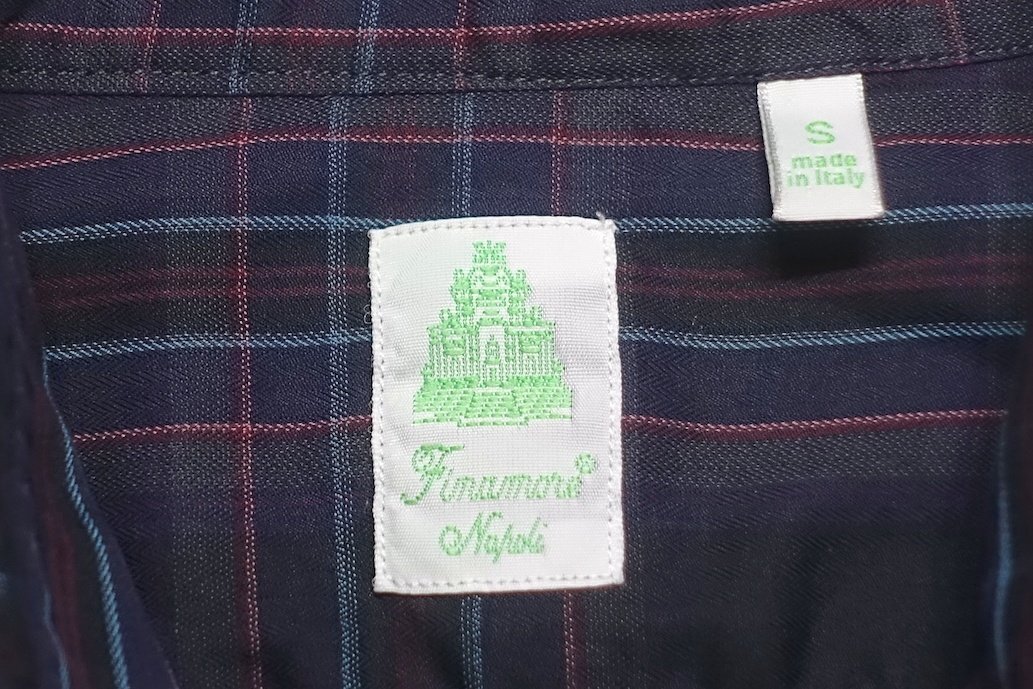 S
made
in Italy
Finamore®
Napoli